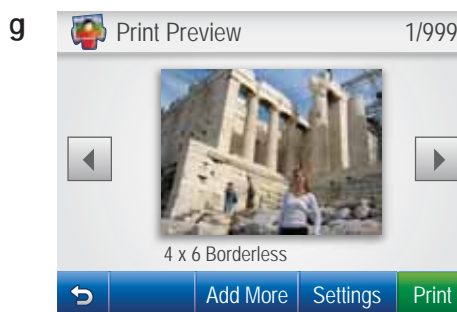 g
Print Preview 1/999
4 x 6 Borderless
Add More Settings Print